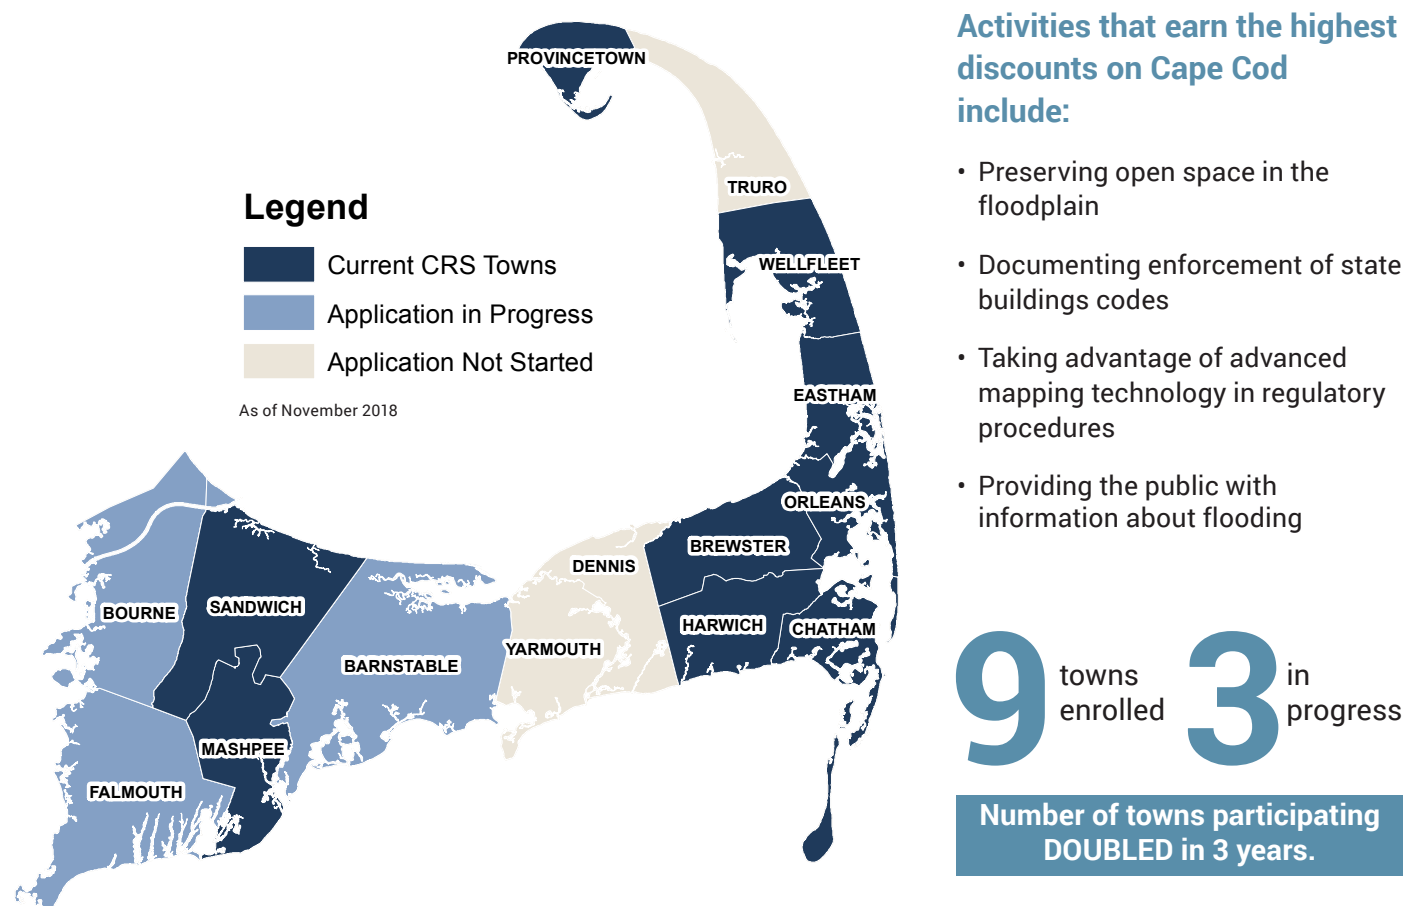 PROVINCETOWN
TRURO
Legend
Current CRS Towns
Application in Progress
Application Not Started
As of November 2018
WELLFLEET
EASTHAM
ORLEANS
BREWSTER
DENNIS
BOURNE
SANDWICH
HARWICH
CHATHAM
YARMOUTH
BARNSTABLE
MASHPEE
FALMOUTH
Activities that earn the highest
discounts on Cape Cod
include:
• Preserving open space in the
floodplain
• Documenting enforcement of state
buildings codes
• Taking advantage of advanced
mapping technology in regulatory
procedures
• Providing the public with
information about flooding
9 towns
enrolled
3 in
progress
Number of towns participating
DOUBLED in 3 years.